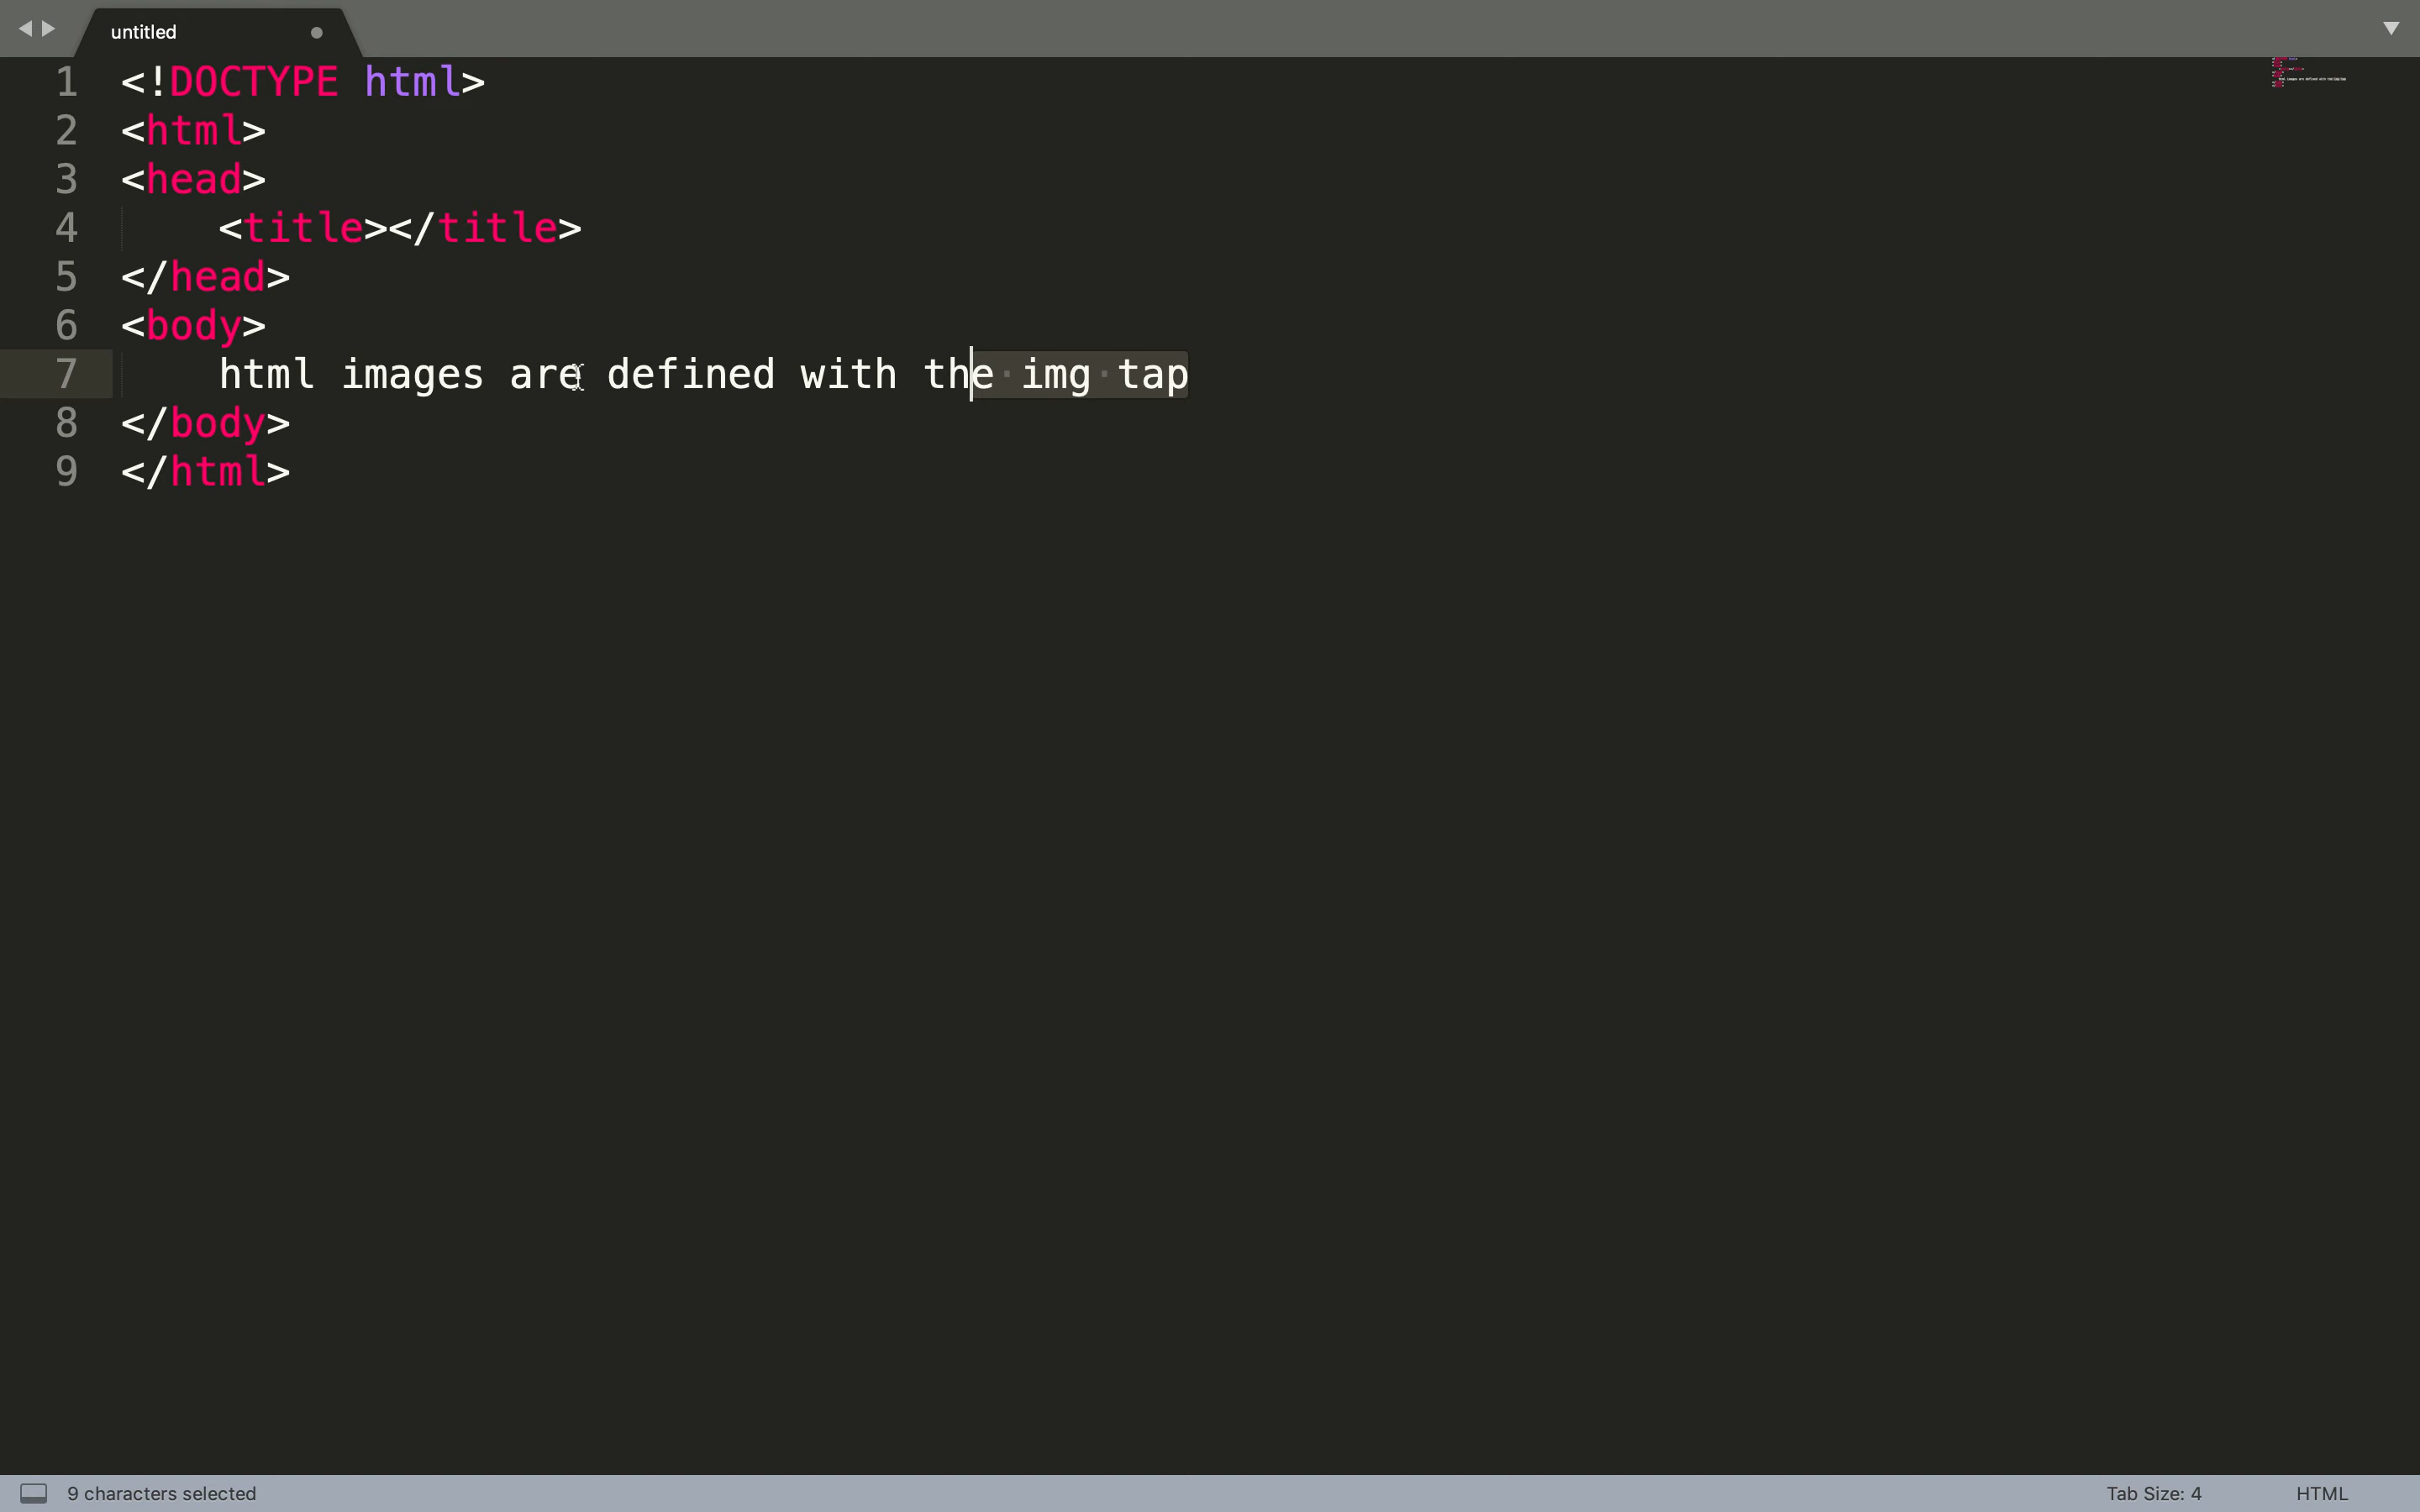 untitled
1 <!DOCTYPE html>
2 <html>
3 <head>
4 <title></title>
5 </head>
6 <body>
7 html images are defined with the img tap
8 </body>
9 </html>
9 characters selected
Tab Size: 4
HTML